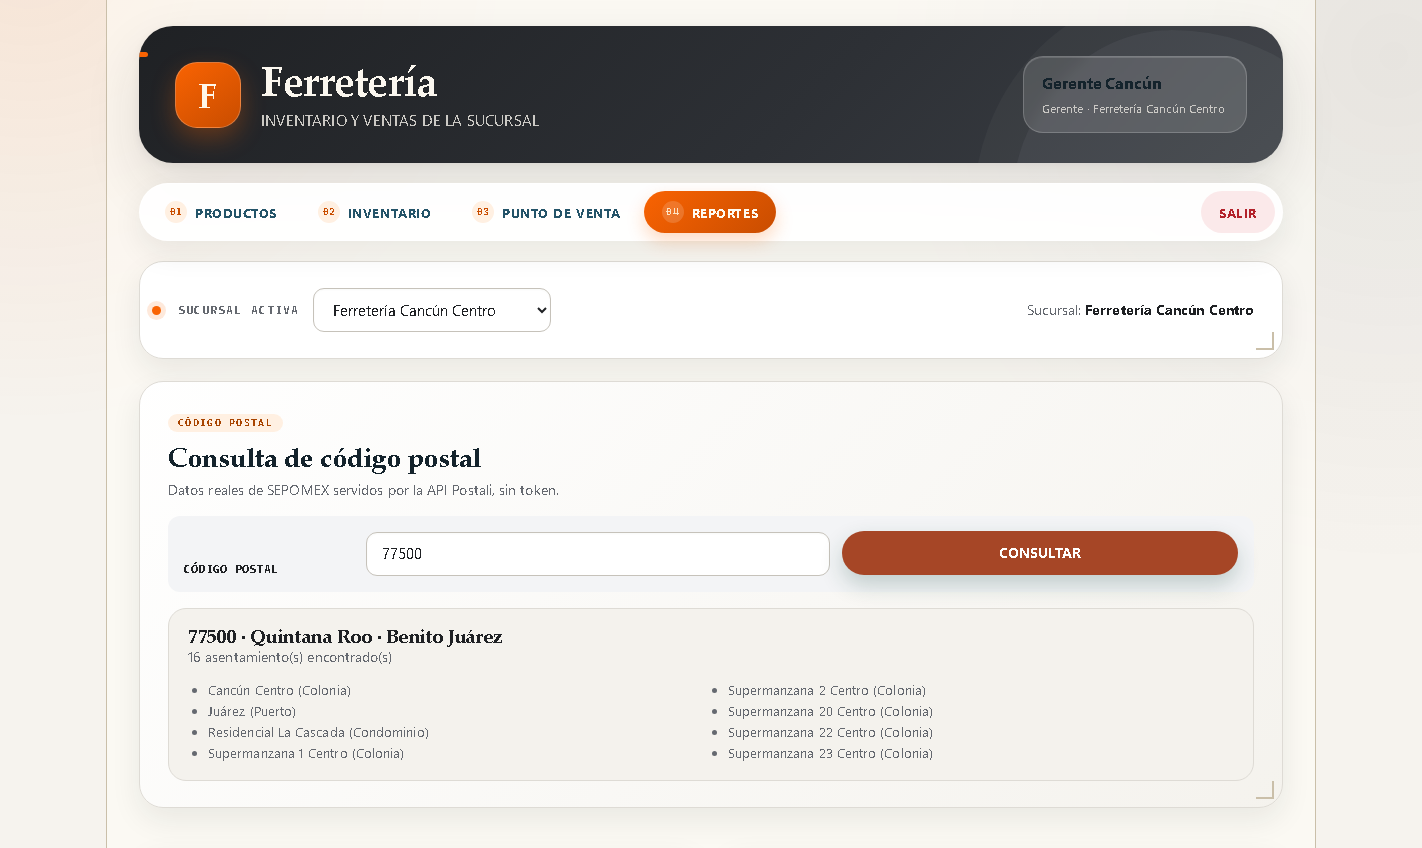 F
Ferretería
INVENTARIO Y VENTAS DE LA SUCURSAL
Gerente Cancún
Gerente · Ferretería Cancún Centro
01 PRODUCTOS
02 INVENTARIO
03 PUNTO DE VENTA
04 REPORTES
SALIR
SUCURSAL ACTIVA
Ferretería Cancún Centro
Sucursal: Ferretería Cancún Centro
CÓDIGO POSTAL
Consulta de código postal
Datos reales de SEPOMEX servidos por la API Postali, sin token.
CÓDIGO POSTAL
77500
CONSULTAR
77500 · Quintana Roo · Benito Juárez
16 asentamiento(s) encontrado(s)
• Cancún Centro (Colonia)
• Juárez (Puerto)
• Residencial La Cascada (Condominio)
• Supermanzana 1 Centro (Colonia)
• Supermanzana 2 Centro (Colonia)
• Supermanzana 20 Centro (Colonia)
• Supermanzana 22 Centro (Colonia)
• Supermanzana 23 Centro (Colonia)